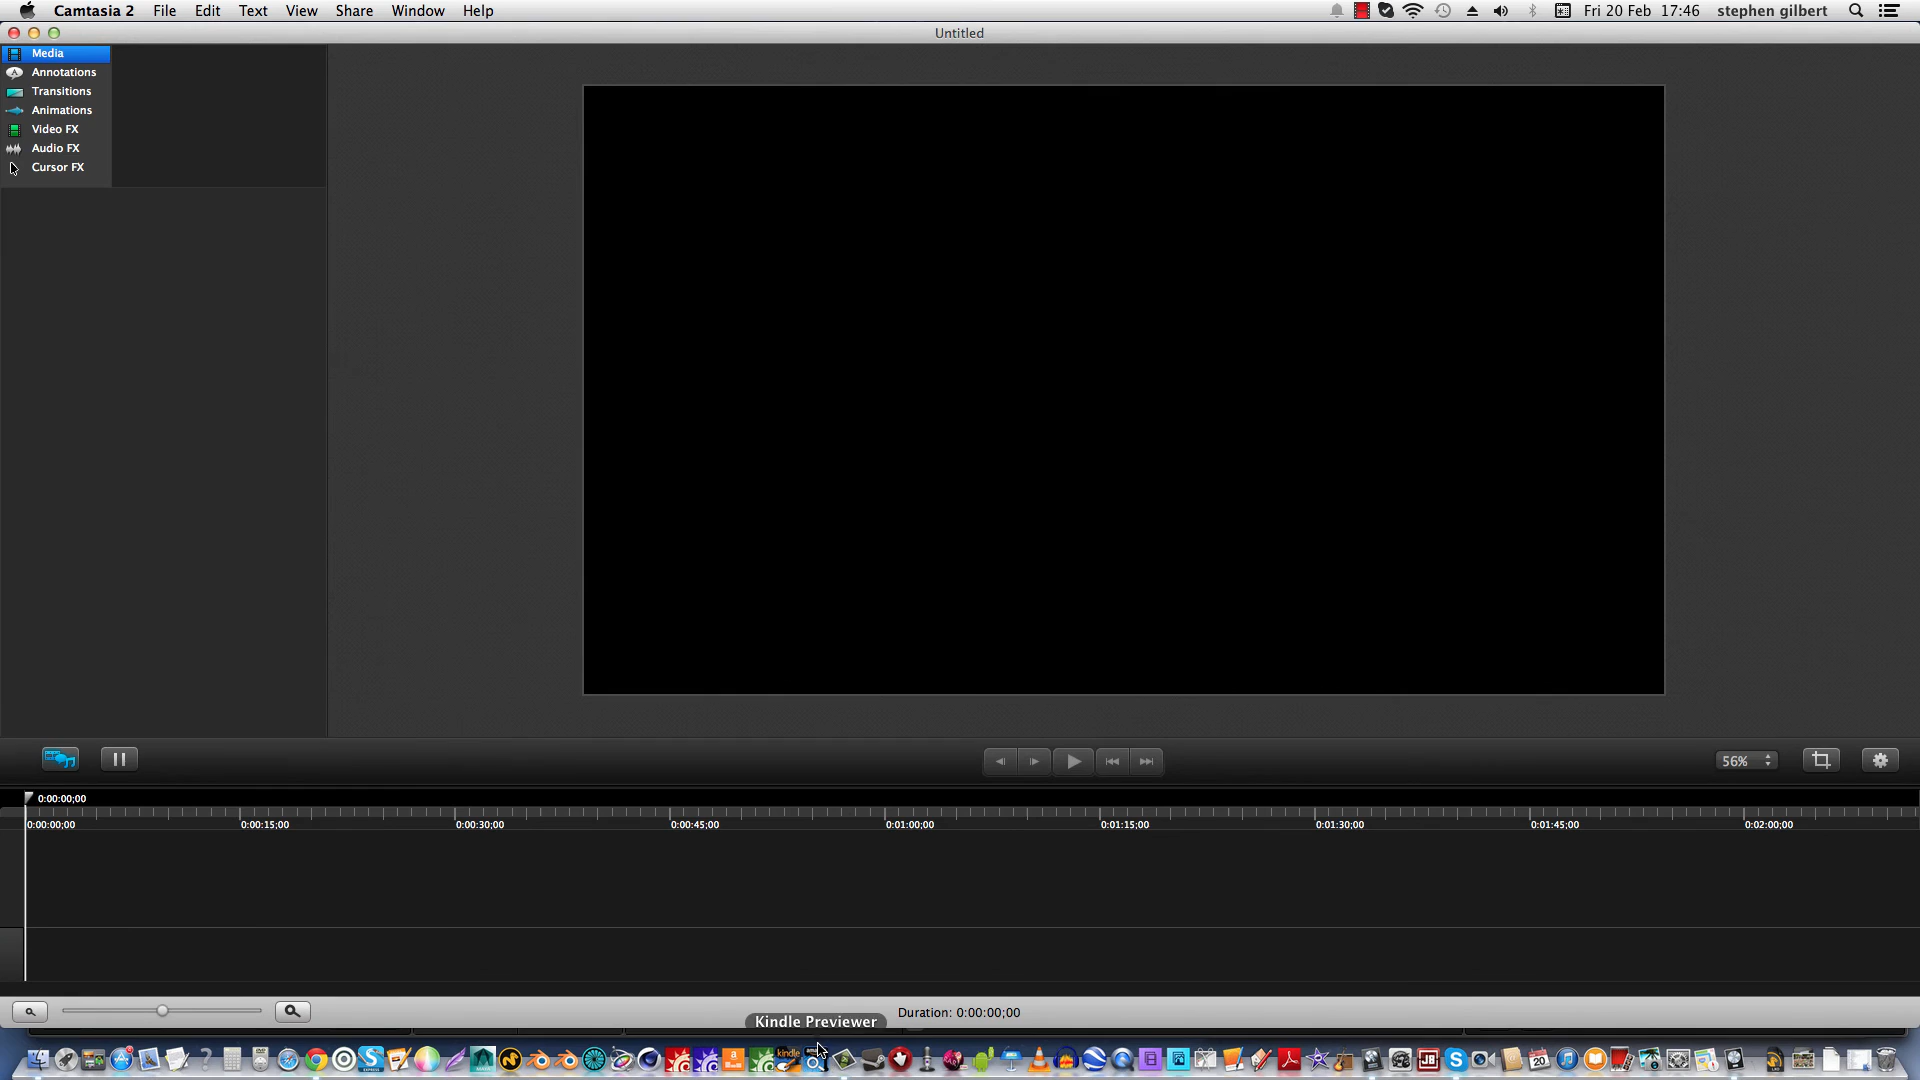 Camtasia 2 File Edit Text View Share Window Help Fri 20 Feb 17:46 stephen gilbert
Untitled
Media
Annotations
Transitions
Animations
Video FX
Audio FX
Cursor FX
56%
0:00:00;00
0:00:00;00 0:00:15;00 0:00:30;00 0:00:45;00 0:01:00;00 0:01:15;00 0:01:30;00 0:01:45;00 0:02:00;00
Duration: 0:00:00;00
Kindle Previewer
kindle